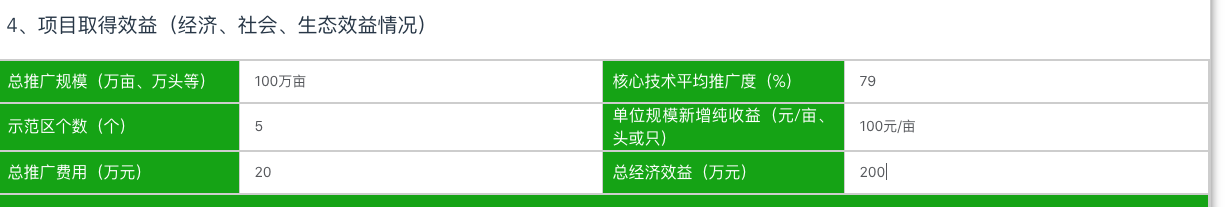 4、项目取得效益（经济、社会、生态效益情况）
总推广规模（万亩、万头等） 100万亩 核心技术平均推广度（%） 79
示范区个数（个） 5 单位规模新增纯收益（元/亩、
头或只） 100元/亩
总推广费用（万元） 20 总经济效益（万元） 200